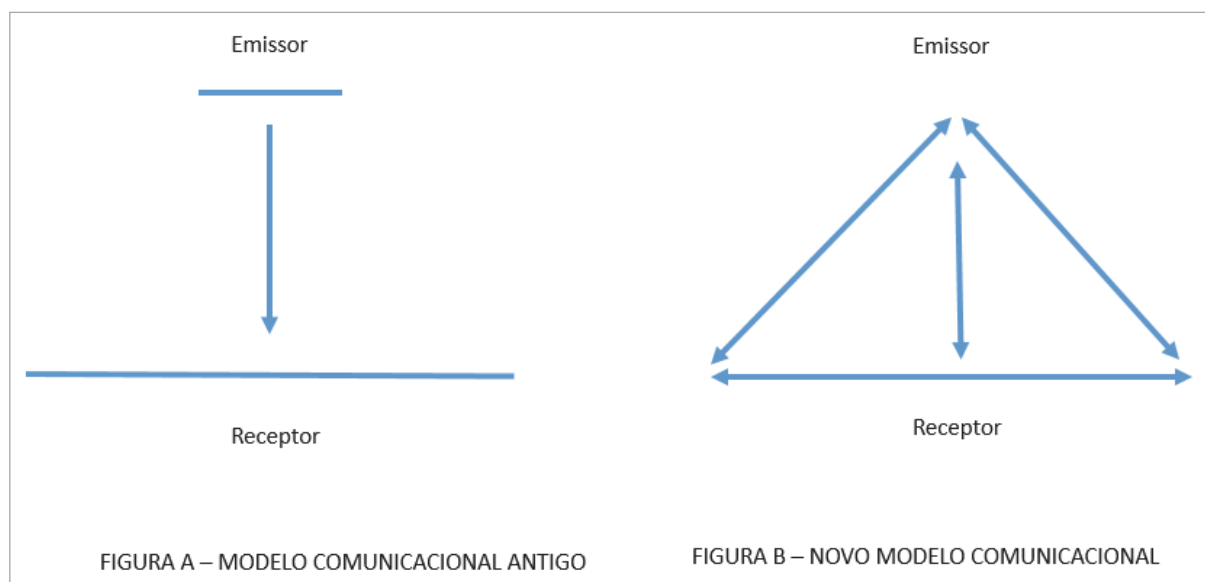 Emissor
Receptor
FIGURA A – MODELO COMUNICACIONAL ANTIGO
Emissor
Receptor
FIGURA B – NOVO MODELO COMUNICACIONAL